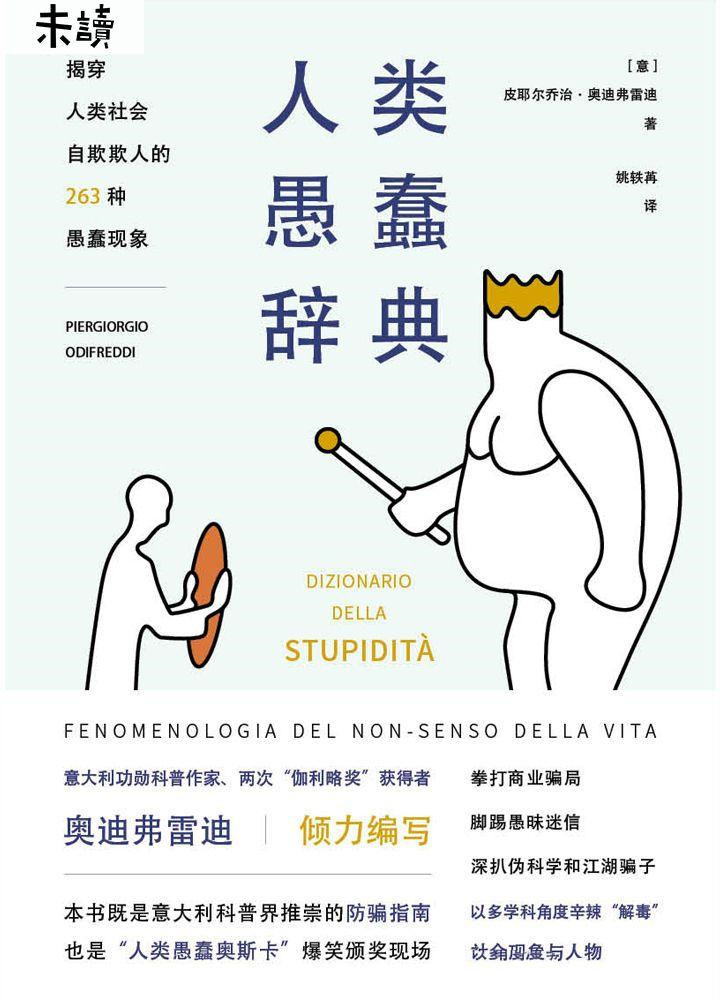 未讀
揭穿
人类社会
自欺欺人的
263 种
愚蠢现象
PIERGIORGIO
ODIFREDDI
人类
愚蠢
辞典
[ 意 ]
皮耶尔乔治·奥迪弗雷迪
著
姚轶苒
译
DIZIONARIO
DELLA
STUPIDITÀ
FENOMENOLOGIA DEL NON-SENSO DELLA VITA
意大利功勋科普作家、两次“伽利略奖”获得者
奥迪弗雷迪 | 倾力编写
本书既是意大利科普界推崇的防骗指南
也是“人类愚蠢奥斯卡”爆笑颁奖现场
拳打商业骗局
脚踢愚昧迷信
深扒伪科学和江湖骗子
以多学科角度辛辣“解毒”
现象与人物